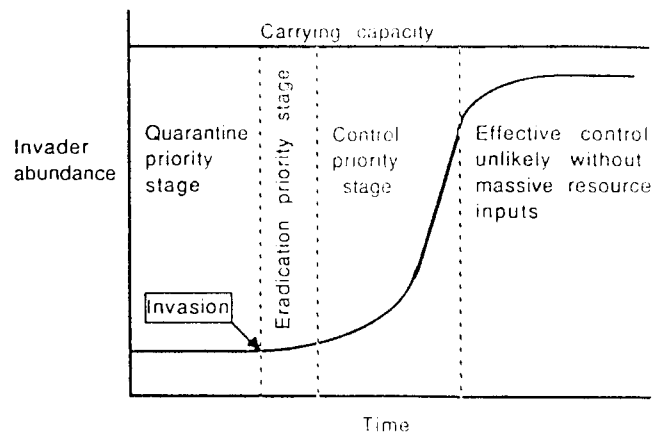 Carrying capacity
Invader
abundance
Quarantine
priority
stage
Eradication priority stage
Control
priority
stage
Effective control
unlikely without
massive resource
inputs
Invasion
Time